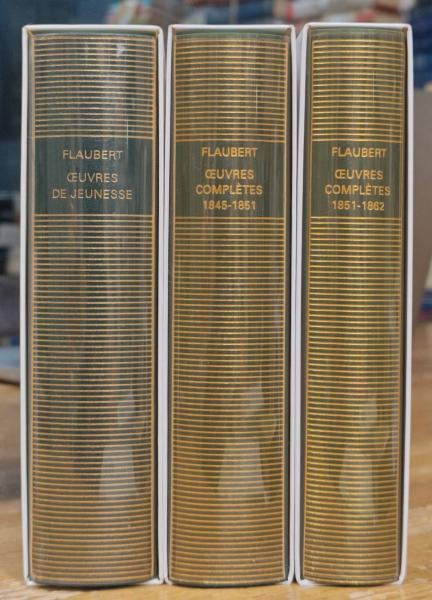 FLAUBERT
ŒUVRES
DE JEUNESSE
FLAUBERT
ŒUVRES
COMPLÈTES
1845-1851
FLAUBERT
ŒUVRES
COMPLÈTES
1851-1862